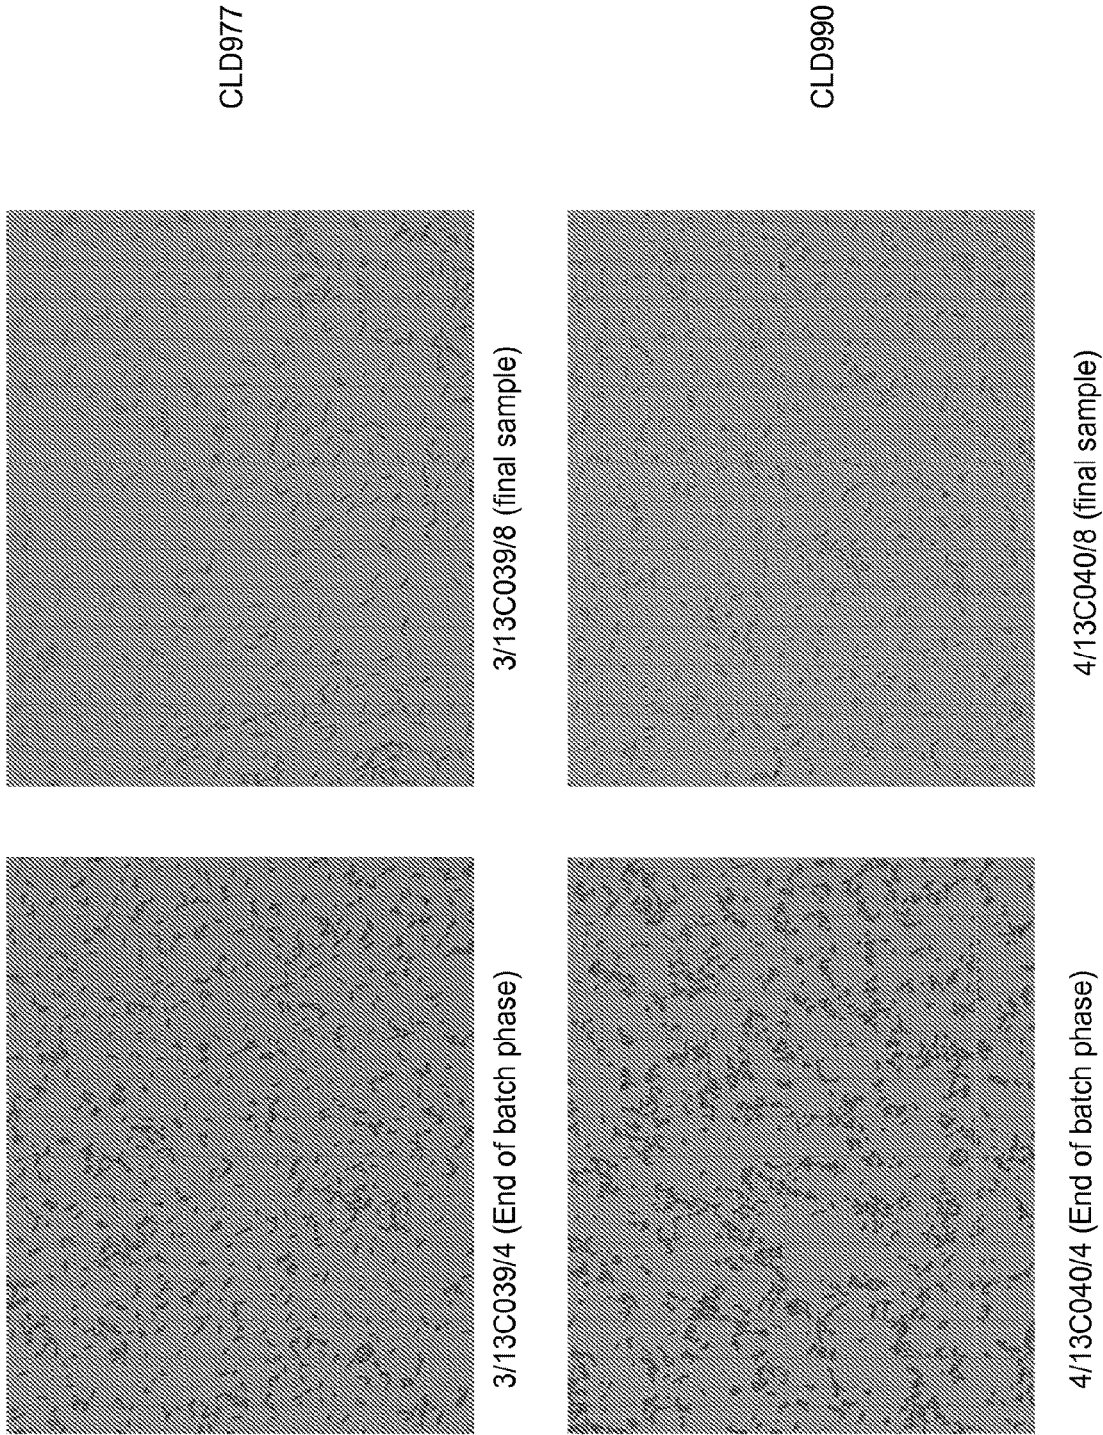 3/13C039/4 (End of batch phase)
3/13C039/8 (final sample)
CLD977
4/13C040/4 (End of batch phase)
4/13C040/8 (final sample)
CLD990